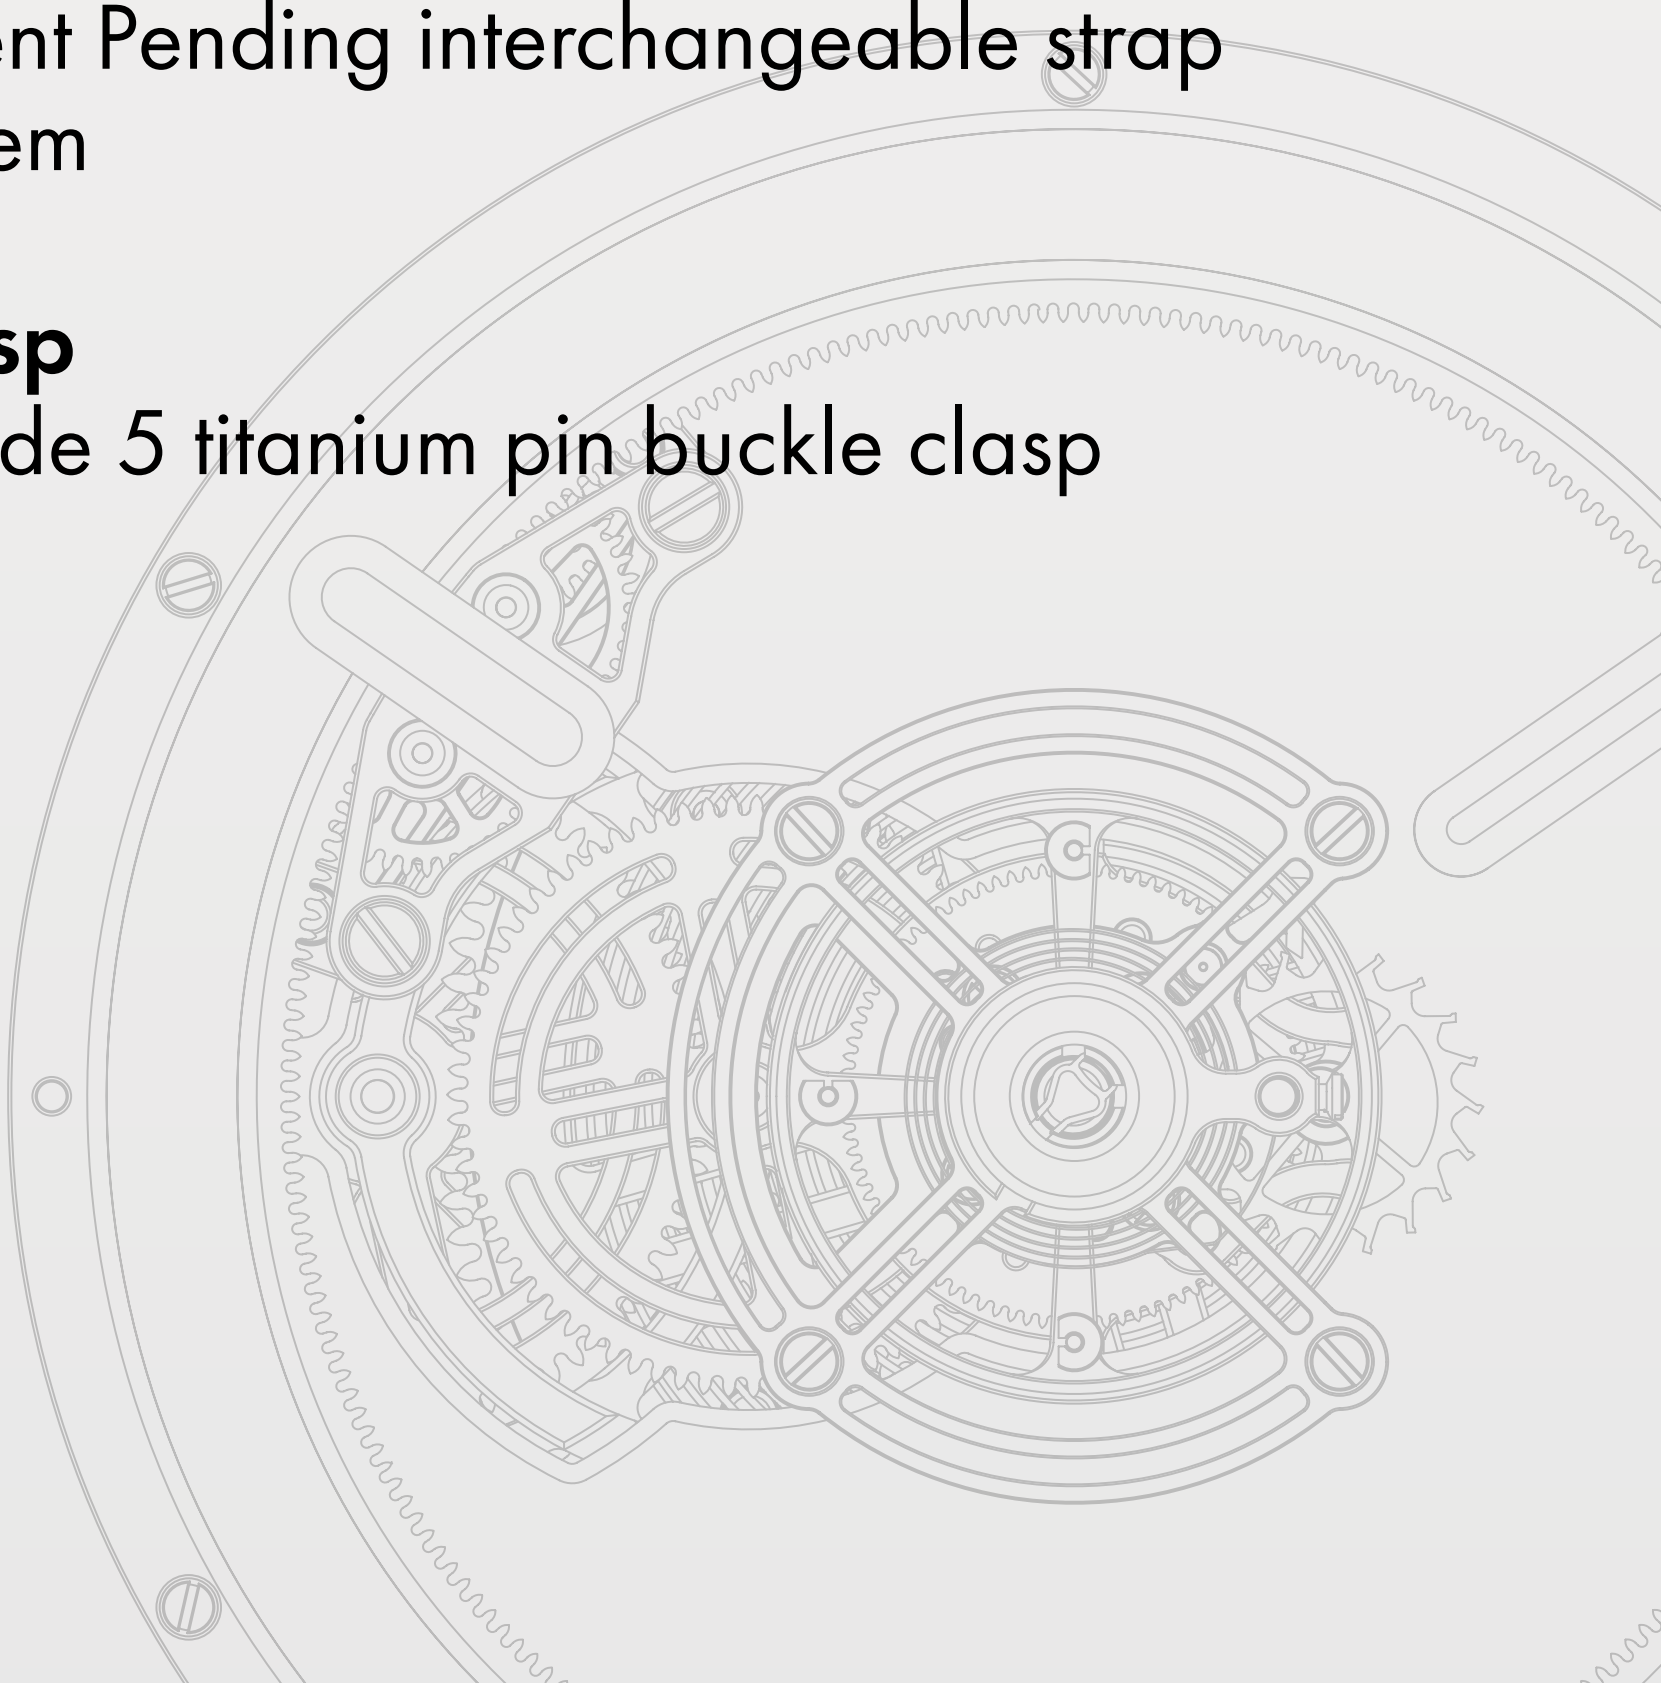 ent Pending interchangeable strap
em
sp
de 5 titanium pin buckle clasp